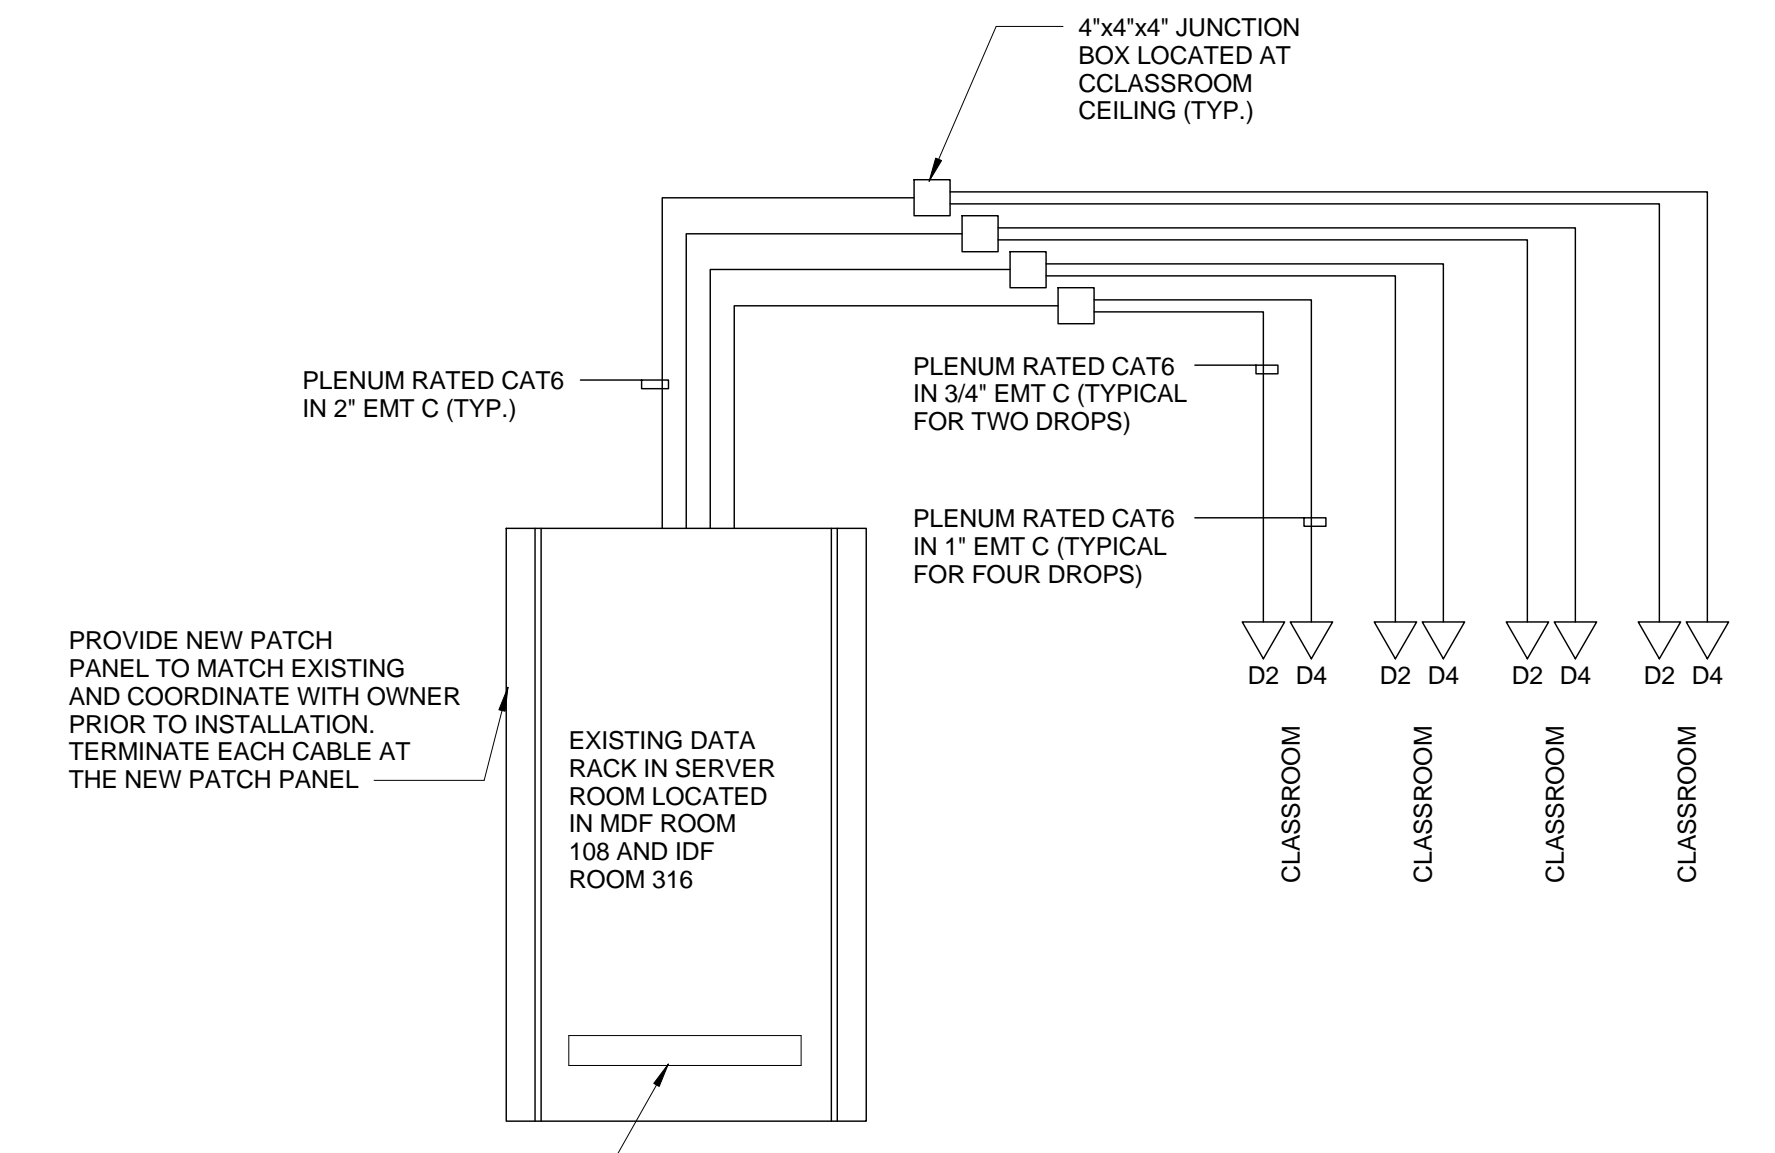 4"x4"x4" JUNCTION
BOX LOCATED AT
CCLASSROOM
CEILING (TYP.)
PLENUM RATED CAT6
IN 2" EMT C (TYP.)
PLENUM RATED CAT6
IN 3/4" EMT C (TYPICAL
FOR TWO DROPS)
PLENUM RATED CAT6
IN 1" EMT C (TYPICAL
FOR FOUR DROPS)
PROVIDE NEW PATCH
PANEL TO MATCH EXISTING
AND COORDINATE WITH OWNER
PRIOR TO INSTALLATION.
TERMINATE EACH CABLE AT
THE NEW PATCH PANEL
EXISTING DATA
RACK IN SERVER
ROOM LOCATED
IN MDF ROOM
108 AND IDF
ROOM 316
D2 D4 D2 D4 D2 D4 D2 D4
CLASSROOM
CLASSROOM
CLASSROOM
CLASSROOM